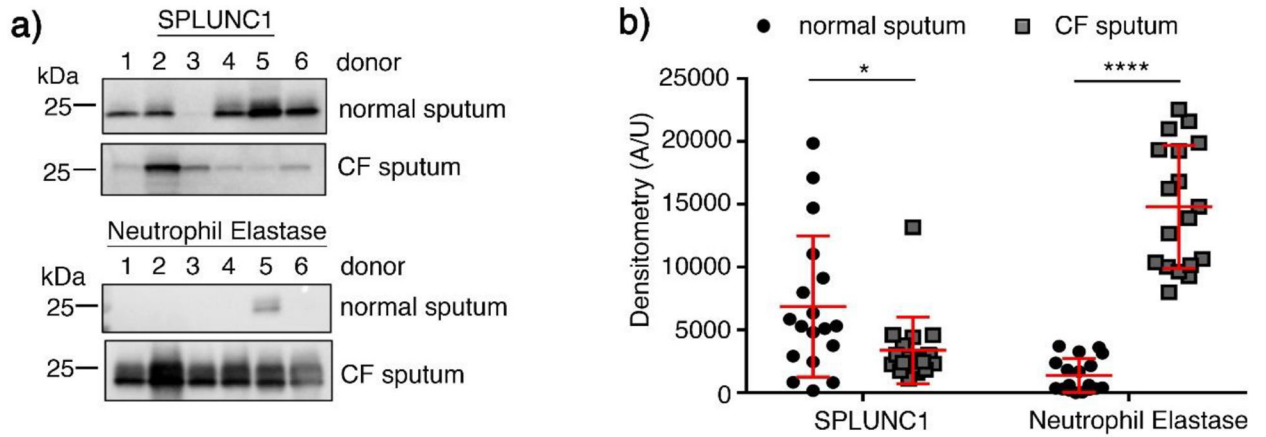 a)
SPLUNC1
1 2 3 4 5 6 donor
kDa
25 normal sputum
25 CF sputum
Neutrophil Elastase
1 2 3 4 5 6 donor
kDa
25 normal sputum
25 CF sputum
b)
normal sputum CF sputum
* ****
Densitometry (A/U)
25000
20000
15000
10000
5000
0
SPLUNC1 Neutrophil Elastase